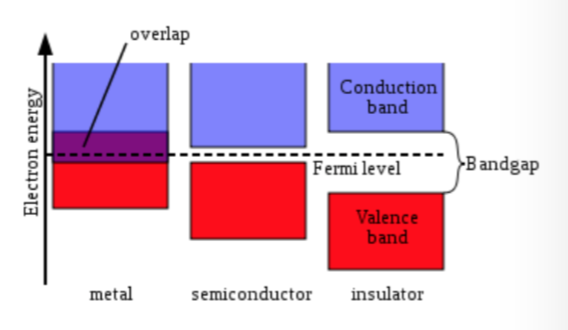 overlap
Electron energy
Conduction
band
Fermi level
Bandgap
Valence
band
metal
semiconductor
insulator